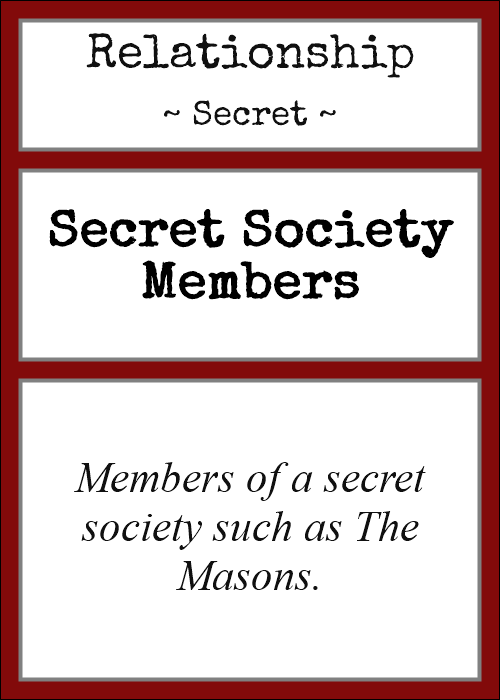 Relationship
~ Secret ~
Secret Society
Members
Members of a secret
society such as The
Masons.